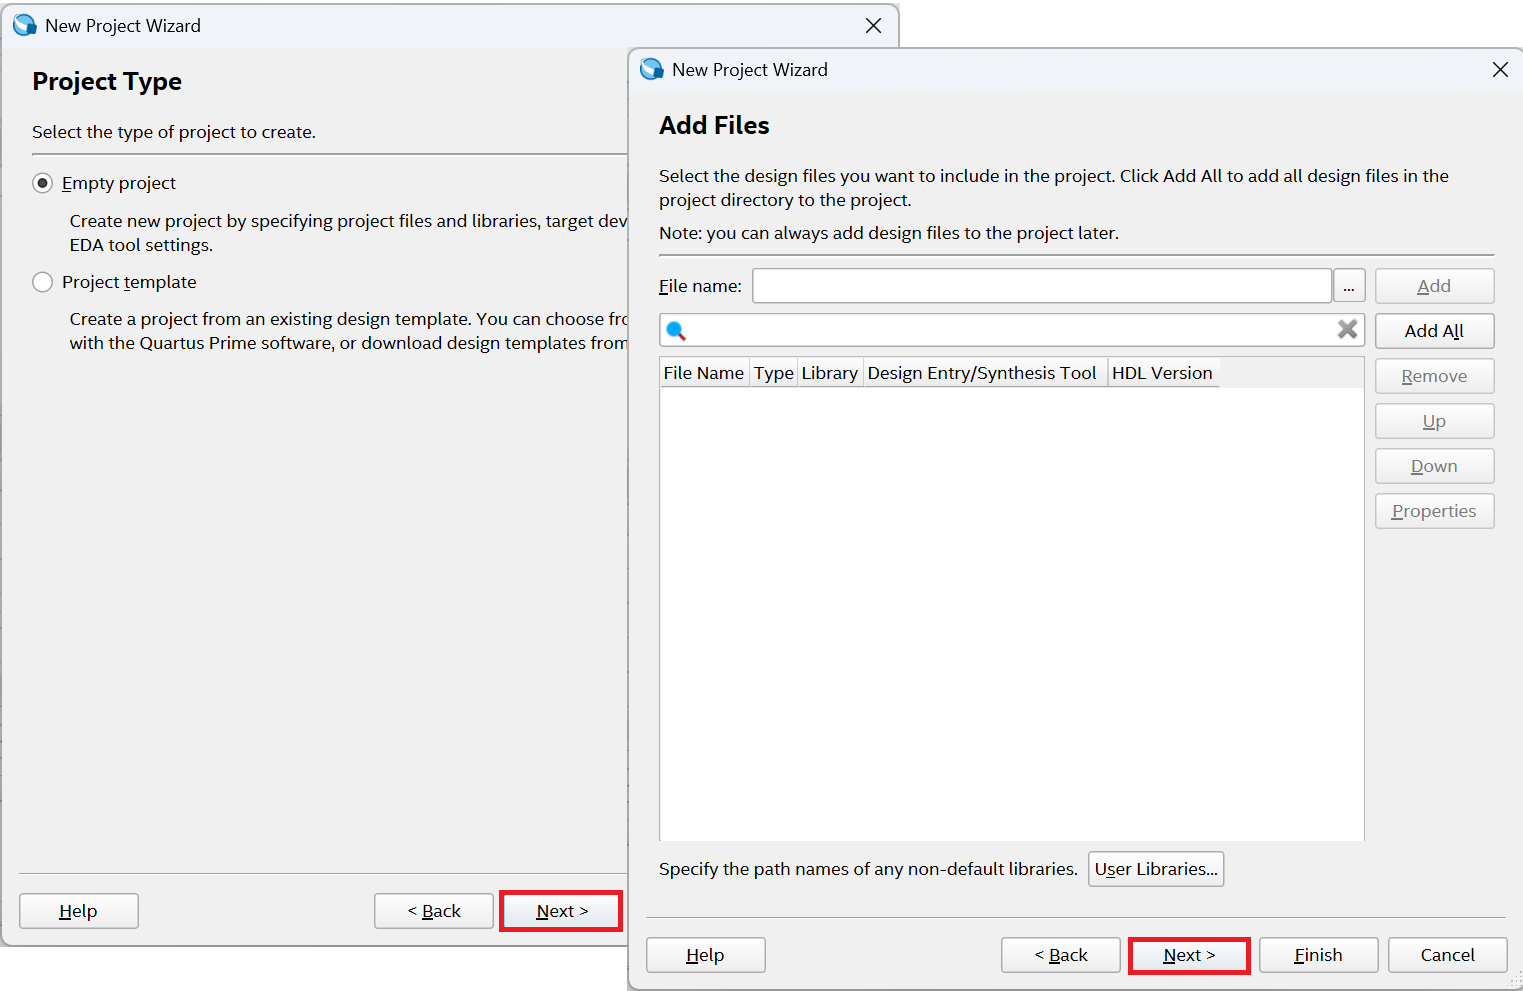 New Project Wizard
Project Type
Select the type of project to create.
Empty project
Create new project by specifying project files and libraries, target dev
EDA tool settings.
Project template
Create a project from an existing design template. You can choose fro
with the Quartus Prime software, or download design templates from
Help
< Back
Next >
New Project Wizard
Add Files
Select the design files you want to include in the project. Click Add All to add all design files in the
project directory to the project.
Note: you can always add design files to the project later.
File name:
...
Add
Add All
File Name Type Library Design Entry/Synthesis Tool HDL Version
Remove
Up
Down
Properties
Specify the path names of any non-default libraries.
User Libraries...
Help
< Back
Next >
Finish
Cancel